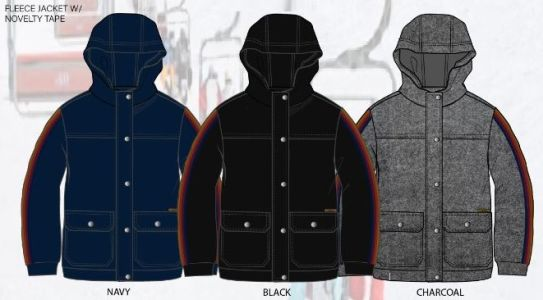 FLEECE JACKET W/
NOVELTY TAPE
NAVY
BLACK
CHARCOAL